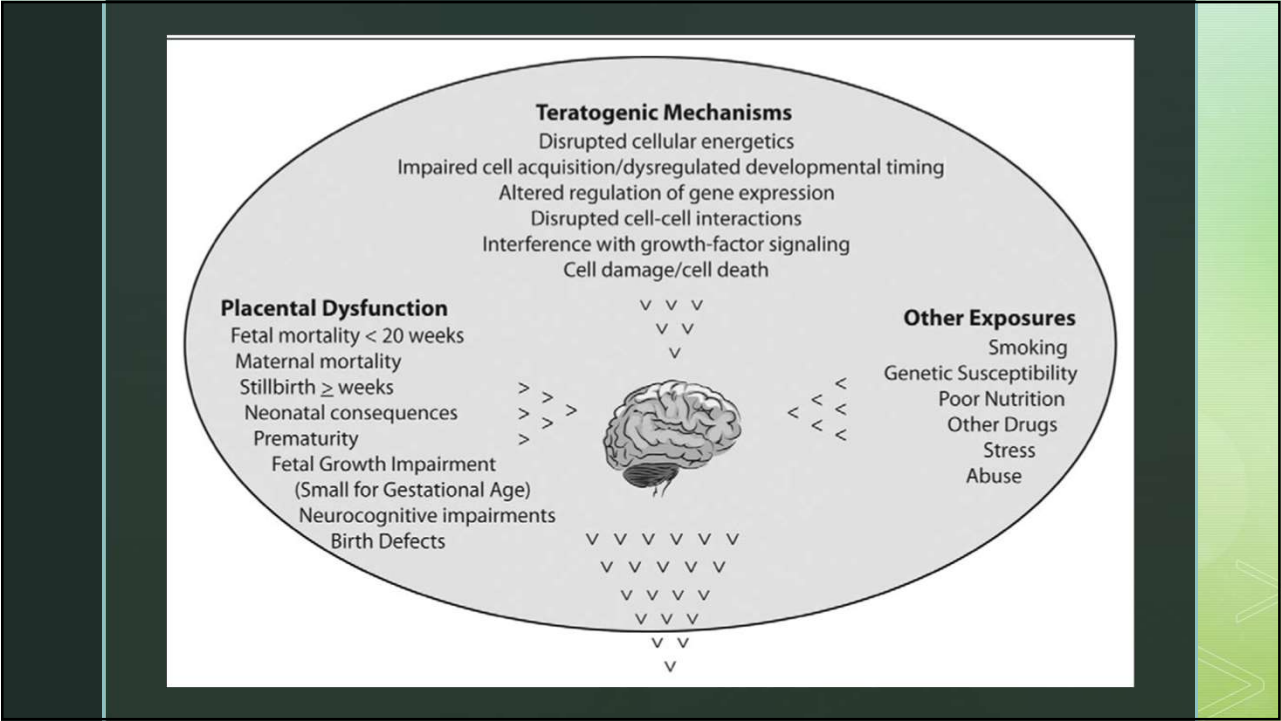 Teratogenic Mechanisms
Disrupted cellular energetics
Impaired cell acquisition/dysregulated developmental timing
Altered regulation of gene expression
Disrupted cell-cell interactions
Interference with growth-factor signaling
Cell damage/cell death
Placental Dysfunction
Fetal mortality < 20 weeks
Maternal mortality
Stillbirth ≥ weeks
Neonatal consequences
Prematurity
Fetal Growth Impairment
(Small for Gestational Age)
Neurocognitive impairments
Birth Defects
Other Exposures
Smoking
Genetic Susceptibility
Poor Nutrition
Other Drugs
Stress
Abuse